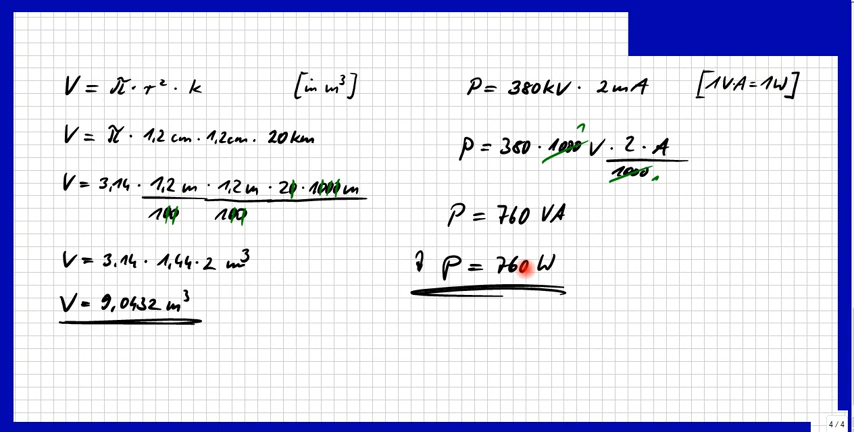 V = π · r² · k [in m³]
V = π · 1,2 cm · 1,2 cm · 20 km
V = 3,14 · 1,2 m / 100 · 1,2 m / 100 · 20 · 1000 m
V = 3,14 · 1,44 · 2 m³
V = 9,0432 m³
P = 380 kV · 2 mA [1 V·A = 1 W]
P = 380 · 1000 V · 2 · A / 1000
P = 760 VA
P = 760 W
4 / 4